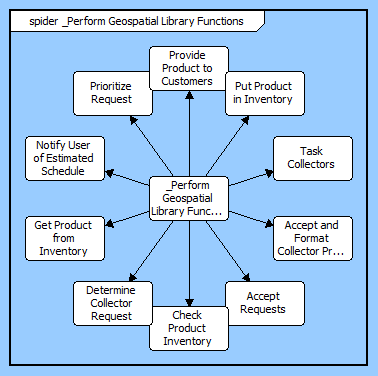 spider _Perform Geospatial Library Functions
Provide
Product to
Customers
Prioritize
Request
Put Product
in Inventory
Notify User
of Estimated
Schedule
Task
Collectors
_Perform
Geospatial
Library Func...
Get Product
from
Inventory
Accept and
Format
Collector Pr...
Determine
Collector
Request
Check
Product
Inventory
Accept
Requests